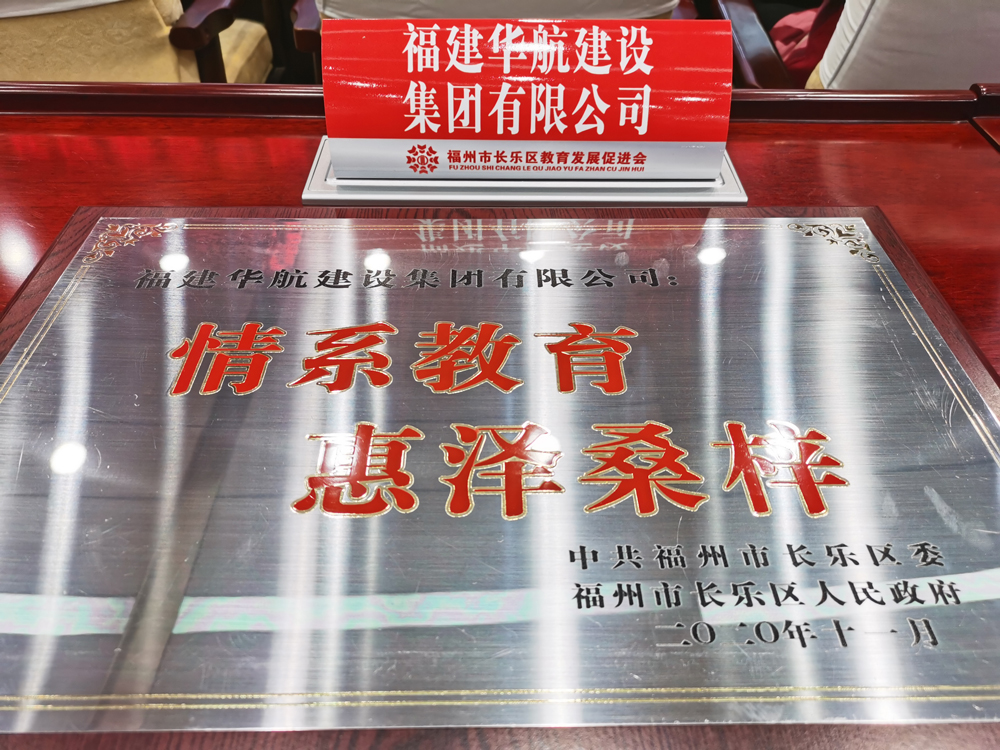 福建华航建设
集团有限公司
福州市长乐区教育发展促进会
FU ZHOU SHI CHANG LE QU JIAO YU FA ZHAN CU JIN HUI
福建华航建设集团有限公司:
情系教育
惠泽桑梓
中共福州市长乐区委
福州市长乐区人民政府
二〇二〇年十一月